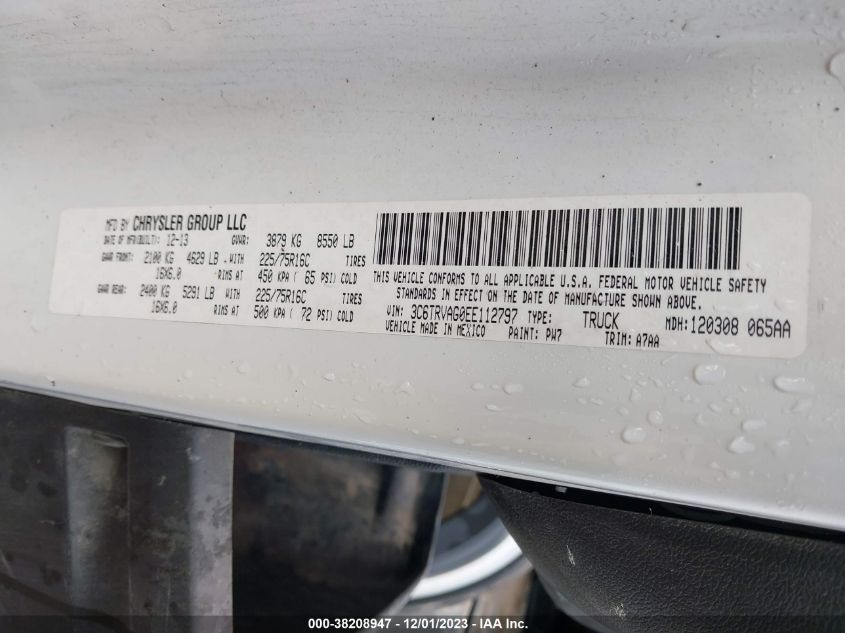 MFD BY CHRYSLER GROUP LLC
DATE OF MFR(BUILT): 12-13 GVWR: 3879 KG 8550 LB
GAWR FRONT: 2100 KG 4629 LB . WITH 225/75R16C TIRES
16X6.0 RIMS AT 450 KPA ( 65 PSI) COLD
GAWR REAR: 2400 KG 5291 LB WITH 225/75R16C TIRES
16X6.0 RIMS AT 500 KPA ( 72 PSI) COLD
THIS VEHICLE CONFORMS TO ALL APPLICABLE U.S.A. FEDERAL MOTOR VEHICLE SAFETY
STANDARDS IN EFFECT ON THE DATE OF MANUFACTURE SHOWN ABOVE.
VIN: 3C6TRVAG0EE112797 TYPE: TRUCK MDH:120308 065AA
VEHICLE MADE IN MEXICO PAINT: PW7 TRIM: A7AA
000-38208947 - 12/01/2023 - IAA Inc.